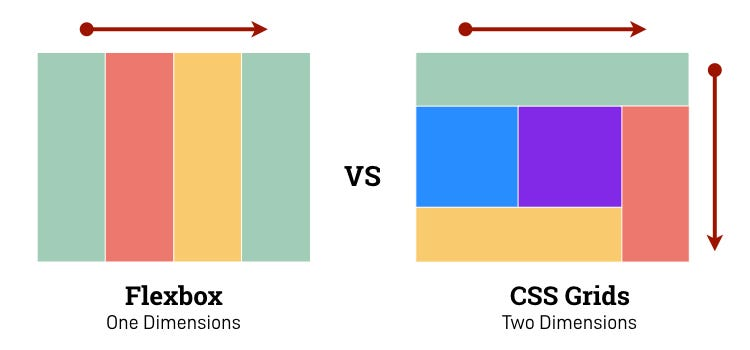 VS
Flexbox
One Dimensions
CSS Grids
Two Dimensions